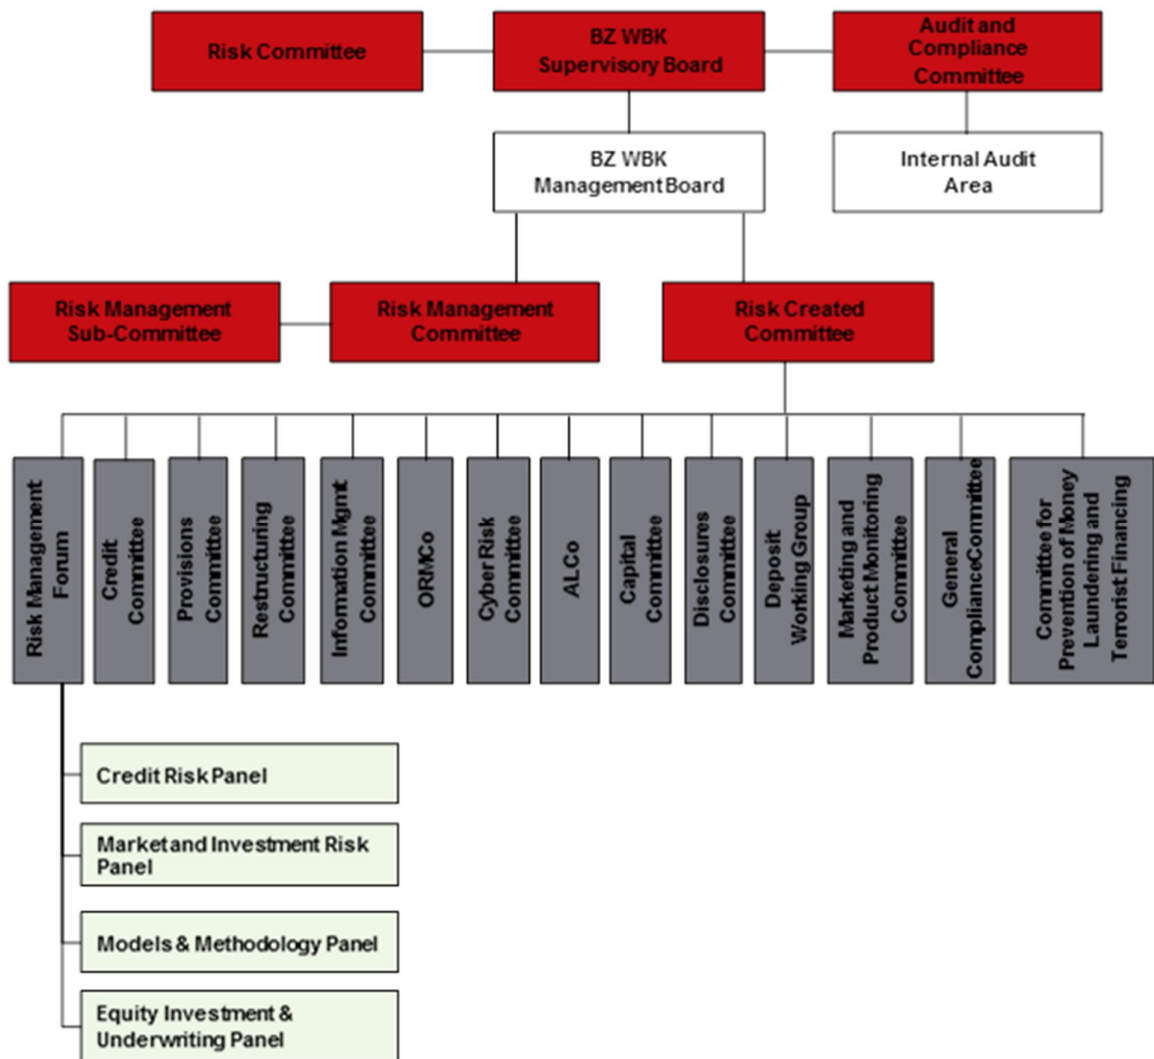 Risk Committee
BZ WBK
Supervisory Board
Audit and
Compliance
Committee
BZ WBK
Management Board
Internal Audit
Area
Risk Management
Sub-Committee
Risk Management
Committee
Risk Created
Committee
Risk Management
Forum
Credit
Committee
Provisions
Committee
Restructuring
Committee
Information Mgmt
Committee
ORMCo
Cyber Risk
Committee
ALCo
Capital
Committee
Disclosures
Committee
Deposit
Working Group
Marketing and
Product Monitoring
Committee
General
ComplianceCommittee
Committee for
Prevention of Money
Laundering and
Terrorist Financing
Credit Risk Panel
Market and Investment Risk
Panel
Models & Methodology Panel
Equity Investment &
Underwriting Panel